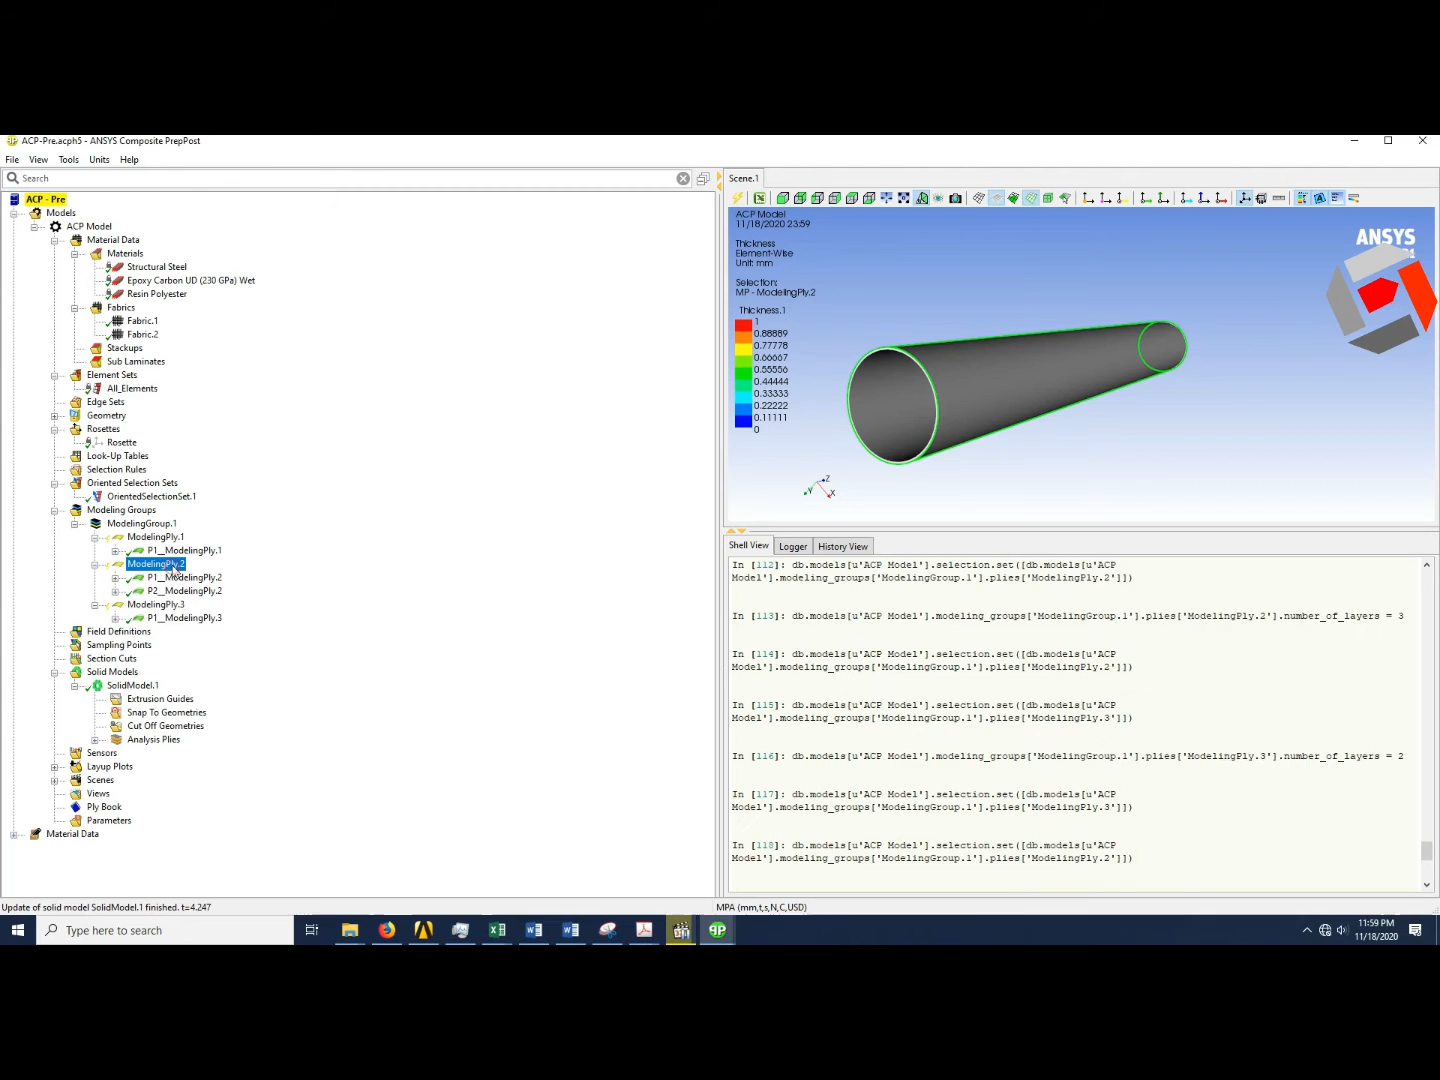 ACP-Pre.acph5 - ANSYS Composite PrepPost
File View Tools Units Help
Search
ACP - Pre
Models
ACP Model
Material Data
Materials
Structural Steel
Epoxy Carbon UD (230 GPa) Wet
Resin Polyester
Fabrics
Fabric.1
Fabric.2
Stackups
Sub Laminates
Element Sets
All_Elements
Edge Sets
Geometry
Rosettes
Rosette
Look-Up Tables
Selection Rules
Oriented Selection Sets
OrientedSelectionSet.1
Modeling Groups
ModelingGroup.1
ModelingPly.1
P1__ModelingPly.1
ModelingPly.2
P1__ModelingPly.2
P2__ModelingPly.2
ModelingPly.3
P1__ModelingPly.3
Field Definitions
Sampling Points
Section Cuts
Solid Models
SolidModel.1
Extrusion Guides
Snap To Geometries
Cut Off Geometries
Analysis Plies
Sensors
Layup Plots
Scenes
Views
Ply Book
Parameters
Material Data
Scene.1
ACP Model
11/18/2020 23:59
Thickness
Element-Wise
Unit: mm
Selection:
MP - ModelingPly.2
Thickness.1
1
0.88889
0.77778
0.66667
0.55556
0.44444
0.33333
0.22222
0.11111
0
ANSYS
Z
Y
X
Shell View Logger History View
In [112]: db.models[u'ACP Model'].selection.set([db.models[u'ACP
Model'].modeling_groups['ModelingGroup.1'].plies['ModelingPly.2']])
In [113]: db.models[u'ACP Model'].modeling_groups['ModelingGroup.1'].plies['ModelingPly.2'].number_of_layers = 3
In [114]: db.models[u'ACP Model'].selection.set([db.models[u'ACP
Model'].modeling_groups['ModelingGroup.1'].plies['ModelingPly.2']])
In [115]: db.models[u'ACP Model'].selection.set([db.models[u'ACP
Model'].modeling_groups['ModelingGroup.1'].plies['ModelingPly.3']])
In [116]: db.models[u'ACP Model'].modeling_groups['ModelingGroup.1'].plies['ModelingPly.3'].number_of_layers = 2
In [117]: db.models[u'ACP Model'].selection.set([db.models[u'ACP
Model'].modeling_groups['ModelingGroup.1'].plies['ModelingPly.3']])
In [118]: db.models[u'ACP Model'].selection.set([db.models[u'ACP
Model'].modeling_groups['ModelingGroup.1'].plies['ModelingPly.2']])
Update of solid model SolidModel.1 finished. t=4.247
MPA (mm,t,s,N,C,USD)
Type here to search
11:59 PM
11/18/2020